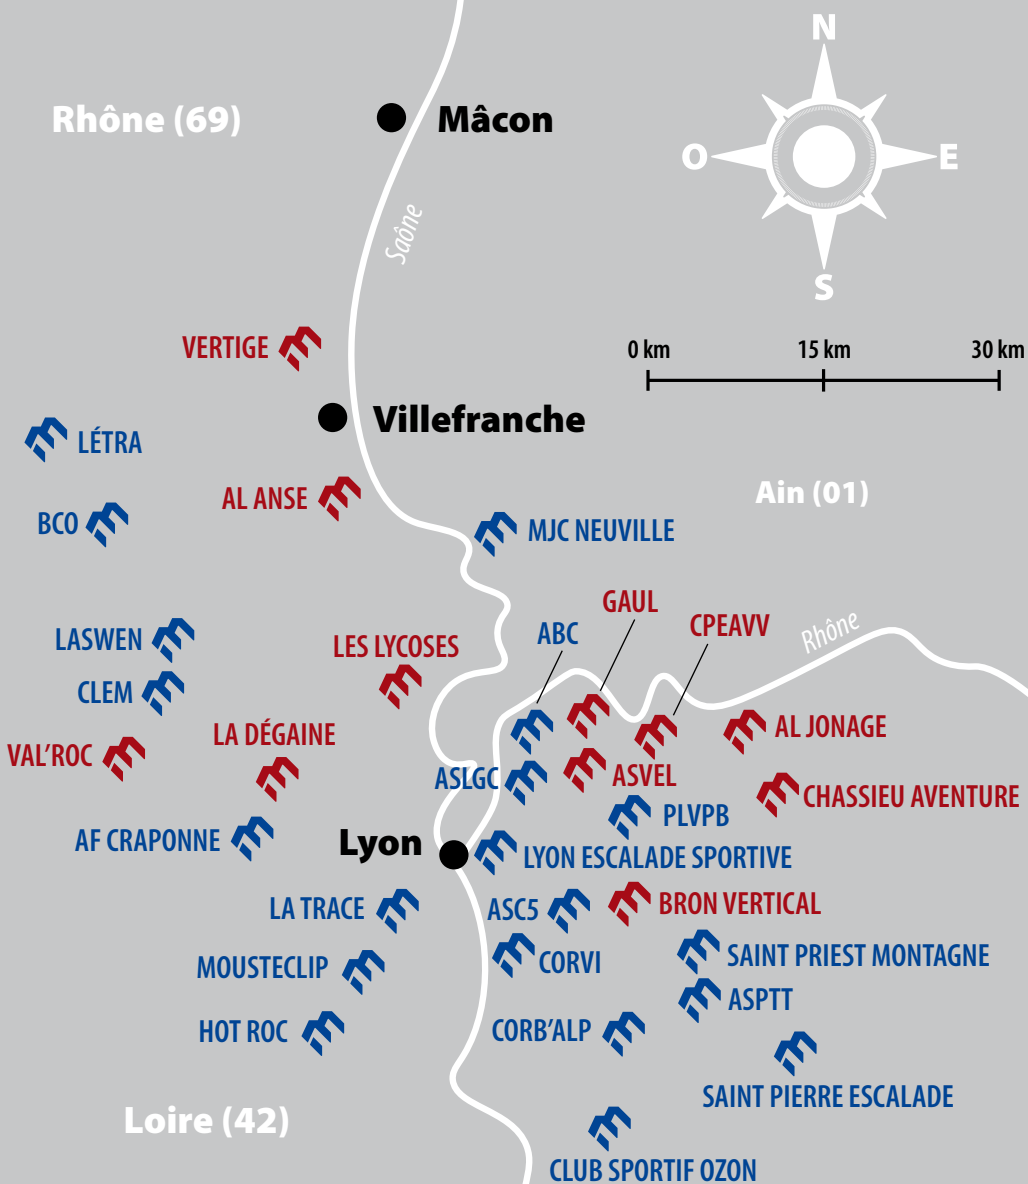 N
Rhône (69)
Mâcon
O
E
Saône
S
VERTIGE
0 km
15 km
30 km
Villefranche
LÉTRA
AL ANSE
Ain (01)
BCO
MJC NEUVILLE
GAUL
ABC
CPEAVV
Rhône
LASWEN
LES LYCOSES
CLEM
LA DÉGAINE
AL JONAGE
VAL'ROC
ASLGC
ASVEL
CHASSIEU AVENTURE
PLVPB
AF CRAPONNE
Lyon
LYON ESCALADE SPORTIVE
LA TRACE
ASC5
BRON VERTICAL
SAINT PRIEST MONTAGNE
MOUSTECLIP
CORVI
ASPTT
HOT ROC
CORB'ALP
SAINT PIERRE ESCALADE
Loire (42)
CLUB SPORTIF OZON